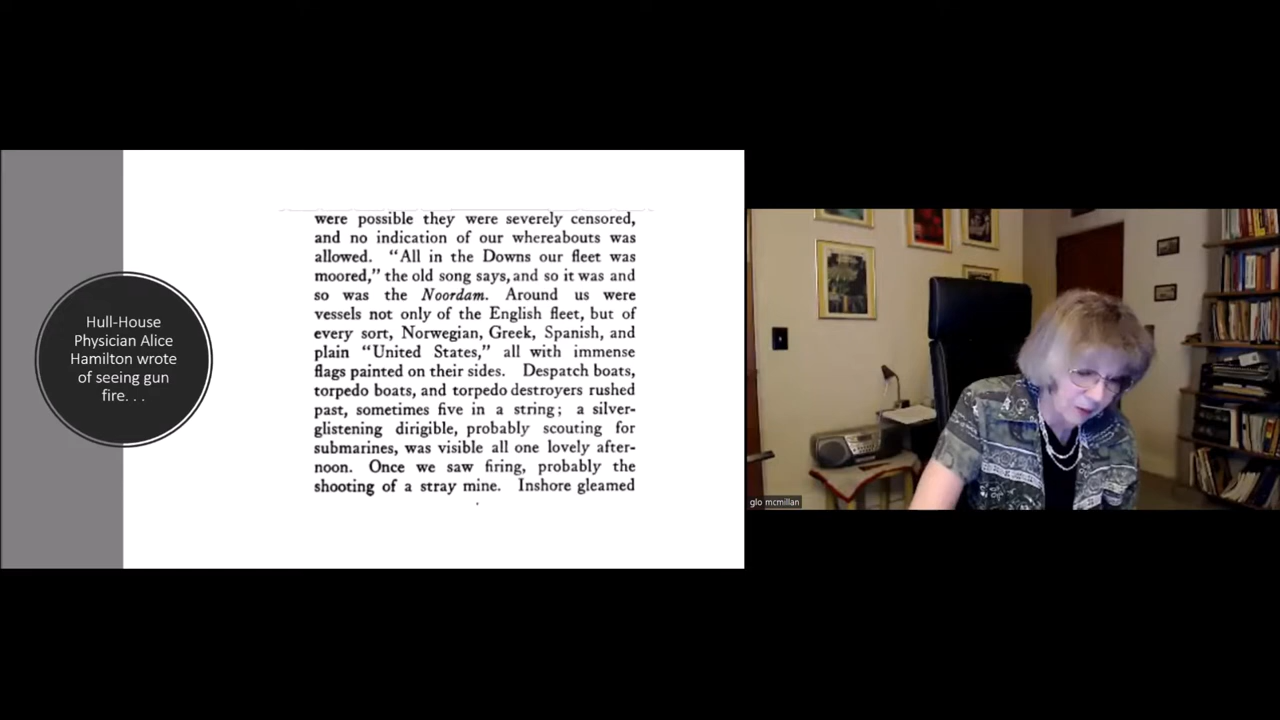 Hull-House
Physician Alice
Hamilton wrote
of seeing gun
fire. . .
were possible they were severely censored,
and no indication of our whereabouts was
allowed. "All in the Downs our fleet was
moored," the old song says, and so it was and
so was the Noordam. Around us were
vessels not only of the English fleet, but of
every sort, Norwegian, Greek, Spanish, and
plain "United States," all with immense
flags painted on their sides. Despatch boats,
torpedo boats, and torpedo destroyers rushed
past, sometimes five in a string; a silver-
glistening dirigible, probably scouting for
submarines, was visible all one lovely after-
noon. Once we saw firing, probably the
shooting of a stray mine. Inshore gleamed
glo mcmillan